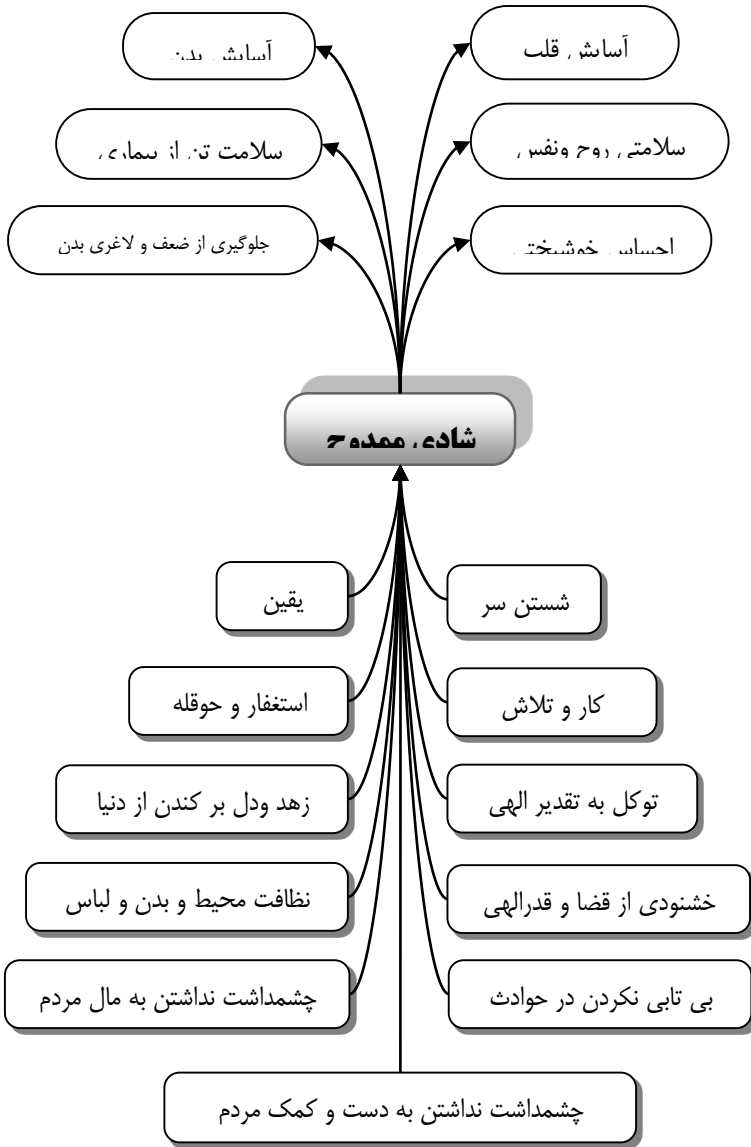 آسایش قلب
آسایش بدن
سلامتی روح ونفس
سلامت تن از بیماری
احساس خوشبختی
جلوگیری از ضعف و لاغری بدن
شادی ممدوح
شستن سر
یقین
کار و تلاش
استغفار و حوقله
توکل به تقدیر الهی
زهد ودل بر کندن از دنیا
خشنودی از قضا و قدرالهی
نظافت محیط و بدن و لباس
بی تابی نکردن در حوادث
چشمداشت نداشتن به مال مردم
چشمداشت نداشتن به دست و کمک مردم